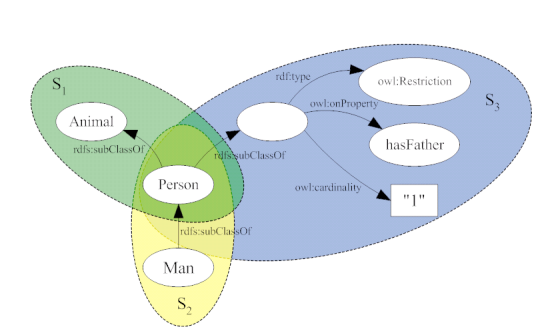 rdf:type
owl:Restriction
S1
S3
owl:onProperty
Animal
hasFather
rdfs:subClassOf
rdfs:subClassOf
Person
owl:cardinality
"1"
rdfs:subClassOf
Man
S2